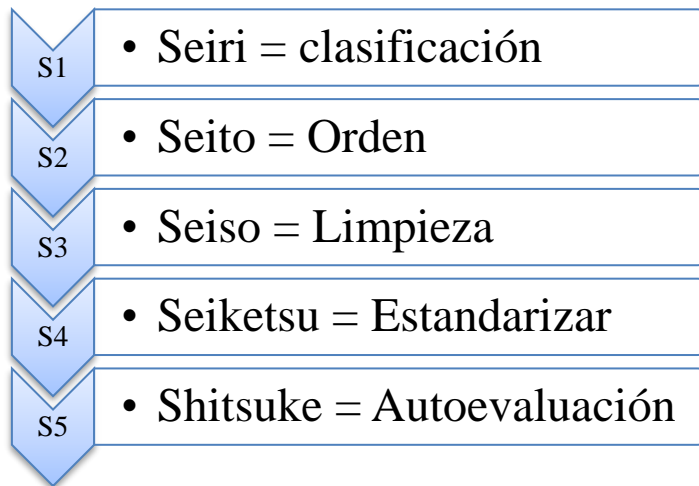 S1
• Seiri = clasificación
S2
• Seito = Orden
S3
• Seiso = Limpieza
S4
• Seiketsu = Estandarizar
S5
• Shitsuke = Autoevaluación